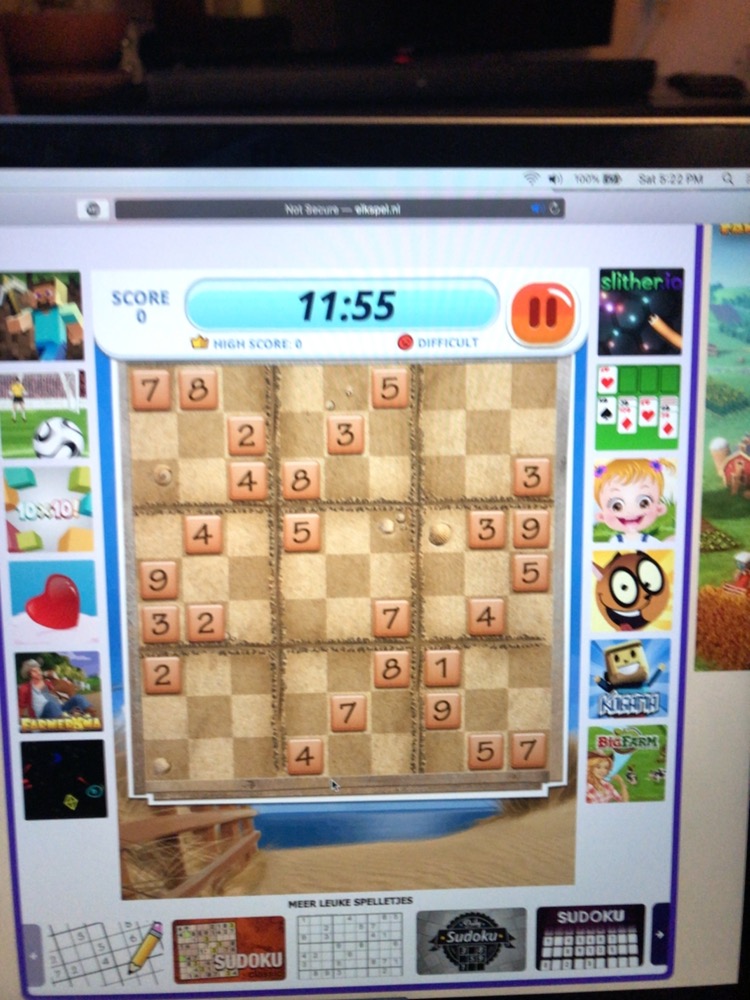 100%
Sat 5:22 PM
Not Secure — elkspel.nl
SCORE
0
11:55
HIGH SCORE: 0
DIFFICULT
slither.io
7 8 5
2 3
4 8 3
4 5 3 9
9 5
3 2 7 4
2 8 1
7 9
4 5 7
10x10!
FARMERAMA
BIGFARM
MEER LEUKE SPELLETJES
SUDOKU
Sudoku
SUDOKU